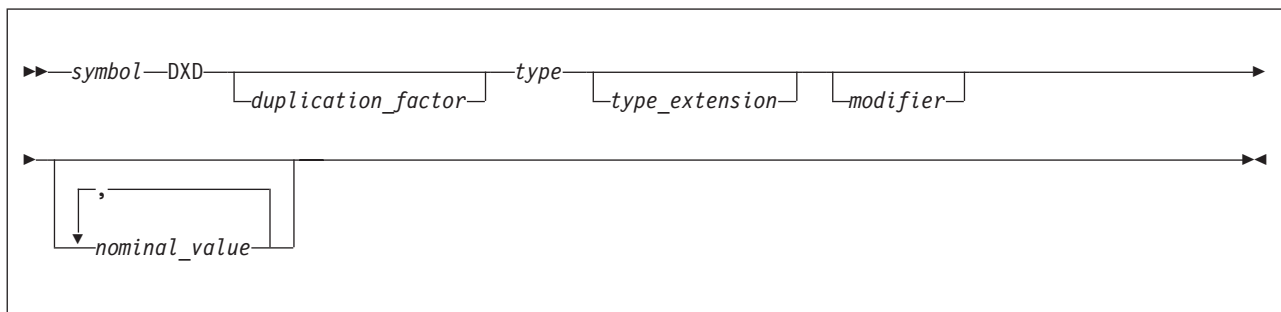 symbol DXD type
duplication_factor type_extension modifier
,
nominal_value